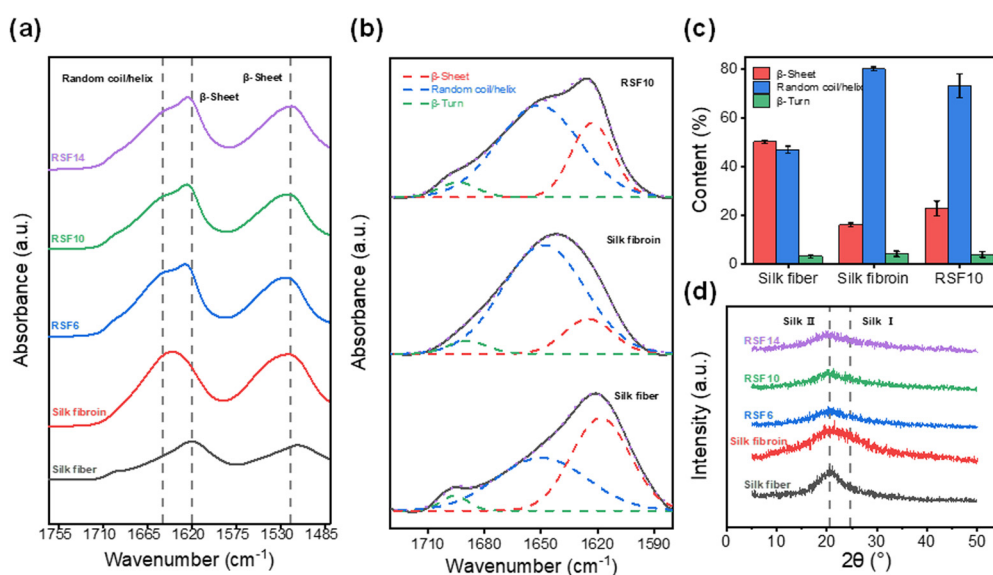 (a)
Random coil/helix
β-Sheet
β-Sheet
RSF14
RSF10
RSF6
Silk fibroin
Silk fiber
Absorbance (a.u.)
1755 1710 1665 1620 1575 1530 1485
Wavenumber (cm-1)
(b)
β-Sheet
Random coil/helix
β-Turn
RSF10
Silk fibroin
Silk fiber
Absorbance (a.u.)
1710 1680 1650 1620 1590
Wavenumber (cm-1)
(c)
β-Sheet
Random coil/helix
β-Turn
80
60
40
20
0
Content (%)
Silk fiber Silk fibroin RSF10
(d)
Silk II Silk I
RSF14
RSF10
RSF6
Silk fibroin
Silk fiber
Intensity (a.u.)
0 10 20 30 40 50
2θ (°)